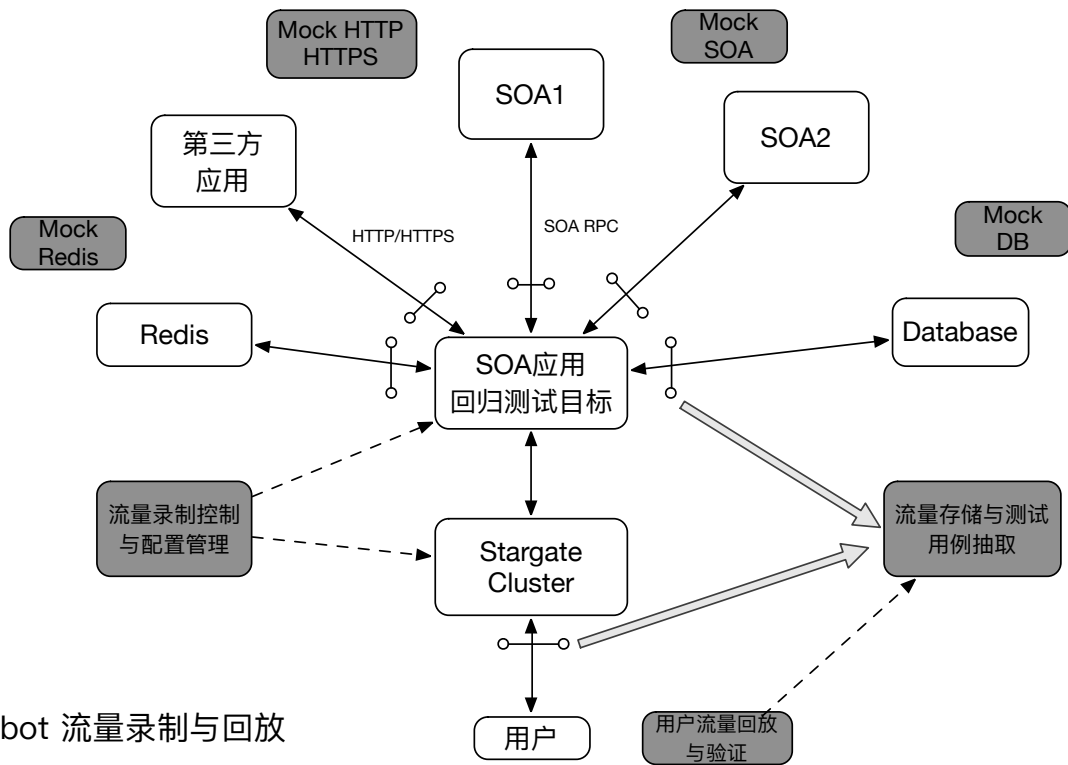 Mock HTTP
HTTPS
Mock
SOA
SOA1
SOA2
第三方
应用
Mock
Redis
HTTP/HTTPS
SOA RPC
Mock
DB
Redis
SOA应用
回归测试目标
Database
流量录制控制
与配置管理
Stargate
Cluster
流量存储与测试
用例抽取
bot 流量录制与回放
用户
用户流量回放
与验证